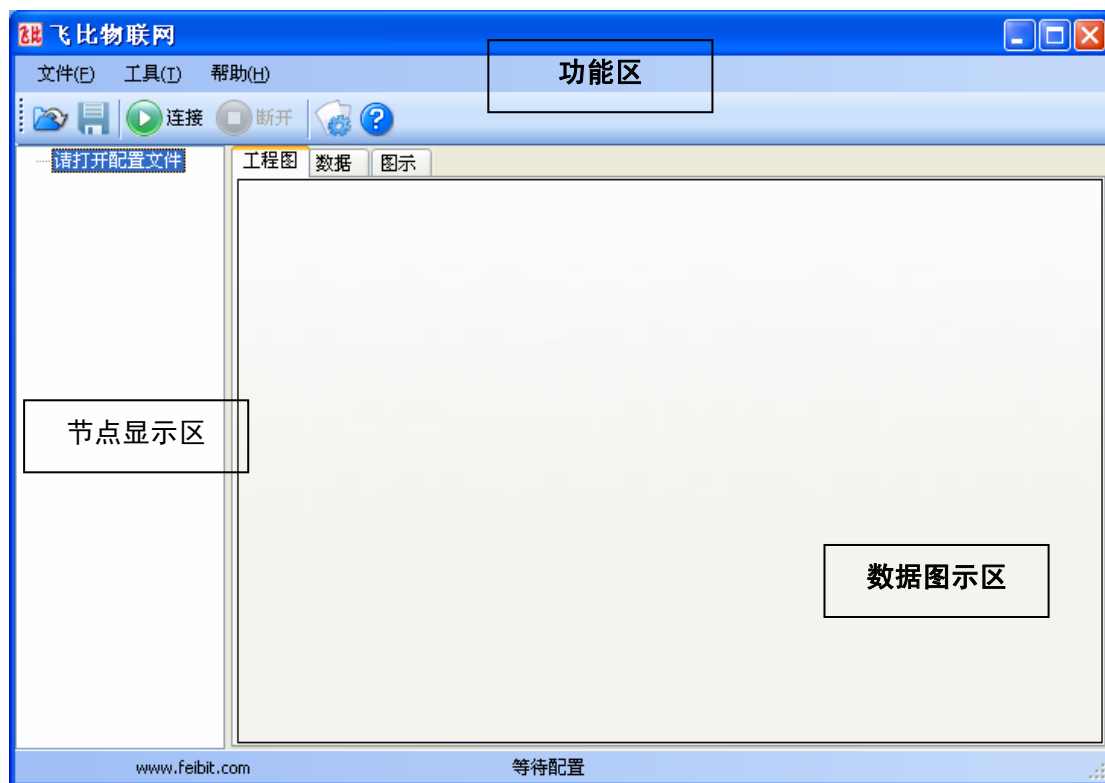 飞比 飞比物联网
文件(F) 工具(T) 帮助(H)
功能区
连接 断开
请打开配置文件
工程图 数据 图示
节点显示区
数据图示区
www.feibit.com 等待配置